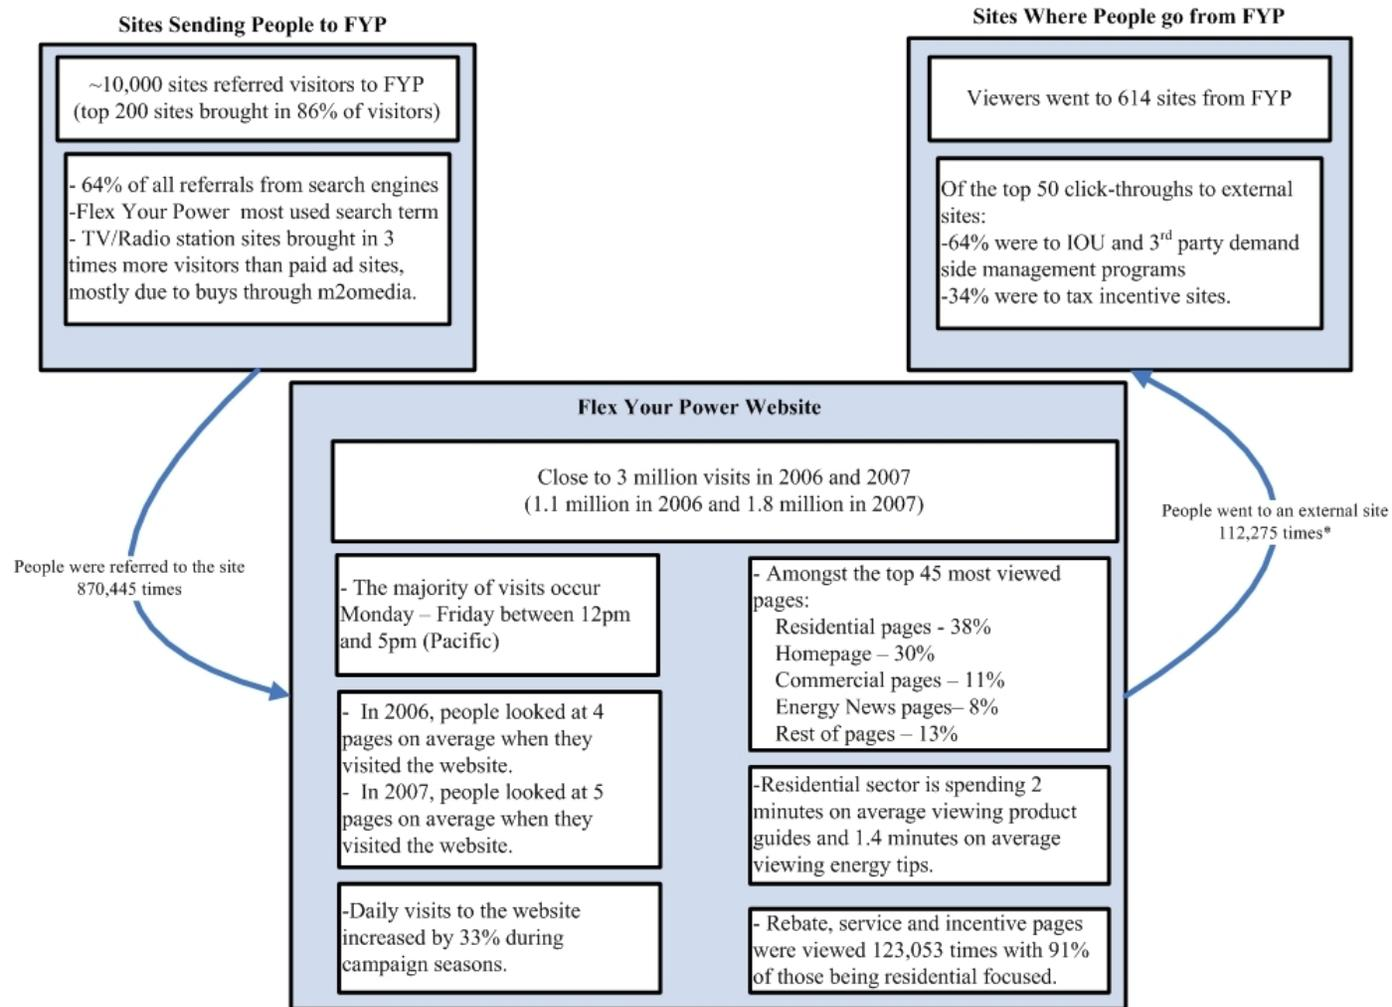 Sites Sending People to FYP
~10,000 sites referred visitors to FYP
(top 200 sites brought in 86% of visitors)
- 64% of all referrals from search engines
-Flex Your Power  most used search term
- TV/Radio station sites brought in 3
times more visitors than paid ad sites,
mostly due to buys through m2omedia.
Sites Where People go from FYP
Viewers went to 614 sites from FYP
Of the top 50 click-throughs to external
sites:
-64% were to IOU and 3rd party demand
side management programs
-34% were to tax incentive sites.
People were referred to the site
870,445 times
Flex Your Power Website
Close to 3 million visits in 2006 and 2007
(1.1 million in 2006 and 1.8 million in 2007)
- The majority of visits occur
Monday – Friday between 12pm
and 5pm (Pacific)
-  In 2006, people looked at 4
pages on average when they
visited the website.
-  In 2007, people looked at 5
pages on average when they
visited the website.
-Daily visits to the website
increased by 33% during
campaign seasons.
- Amongst the top 45 most viewed
pages:
Residential pages - 38%
Homepage – 30%
Commercial pages – 11%
Energy News pages– 8%
Rest of pages – 13%
-Residential sector is spending 2
minutes on average viewing product
guides and 1.4 minutes on average
viewing energy tips.
- Rebate, service and incentive pages
were viewed 123,053 times with 91%
of those being residential focused.
People went to an external site
112,275 times*